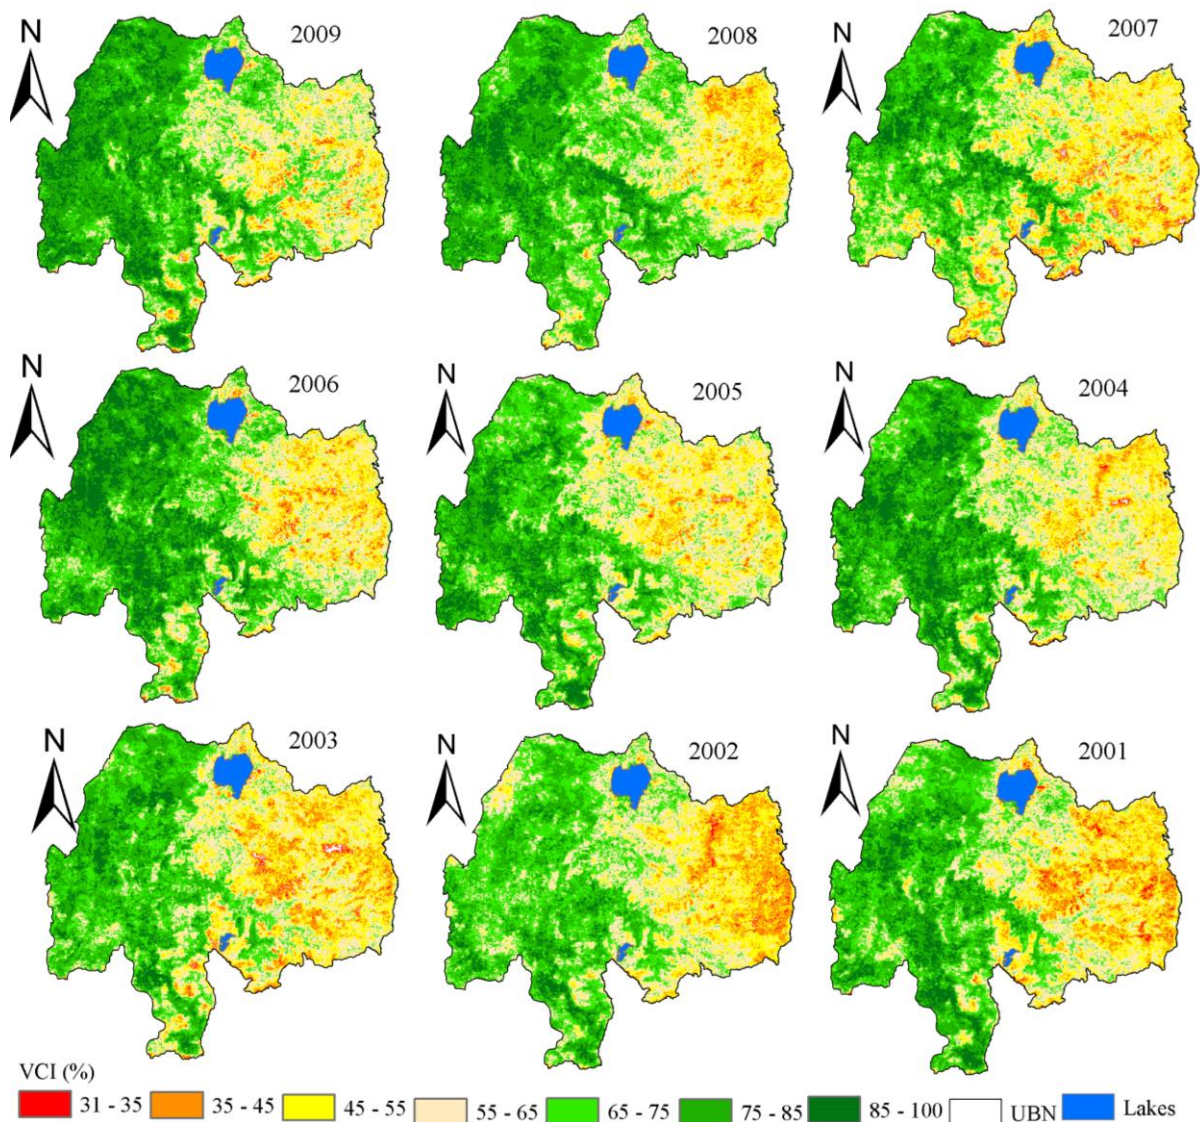 N
2009
2008
N
2007
N
2006
N
2005
N
2004
N
2003
N
2002
N
2001
VCI (%)
31 - 35
35 - 45
45 - 55
55 - 65
65 - 75
75 - 85
85 - 100
UBN
Lakes